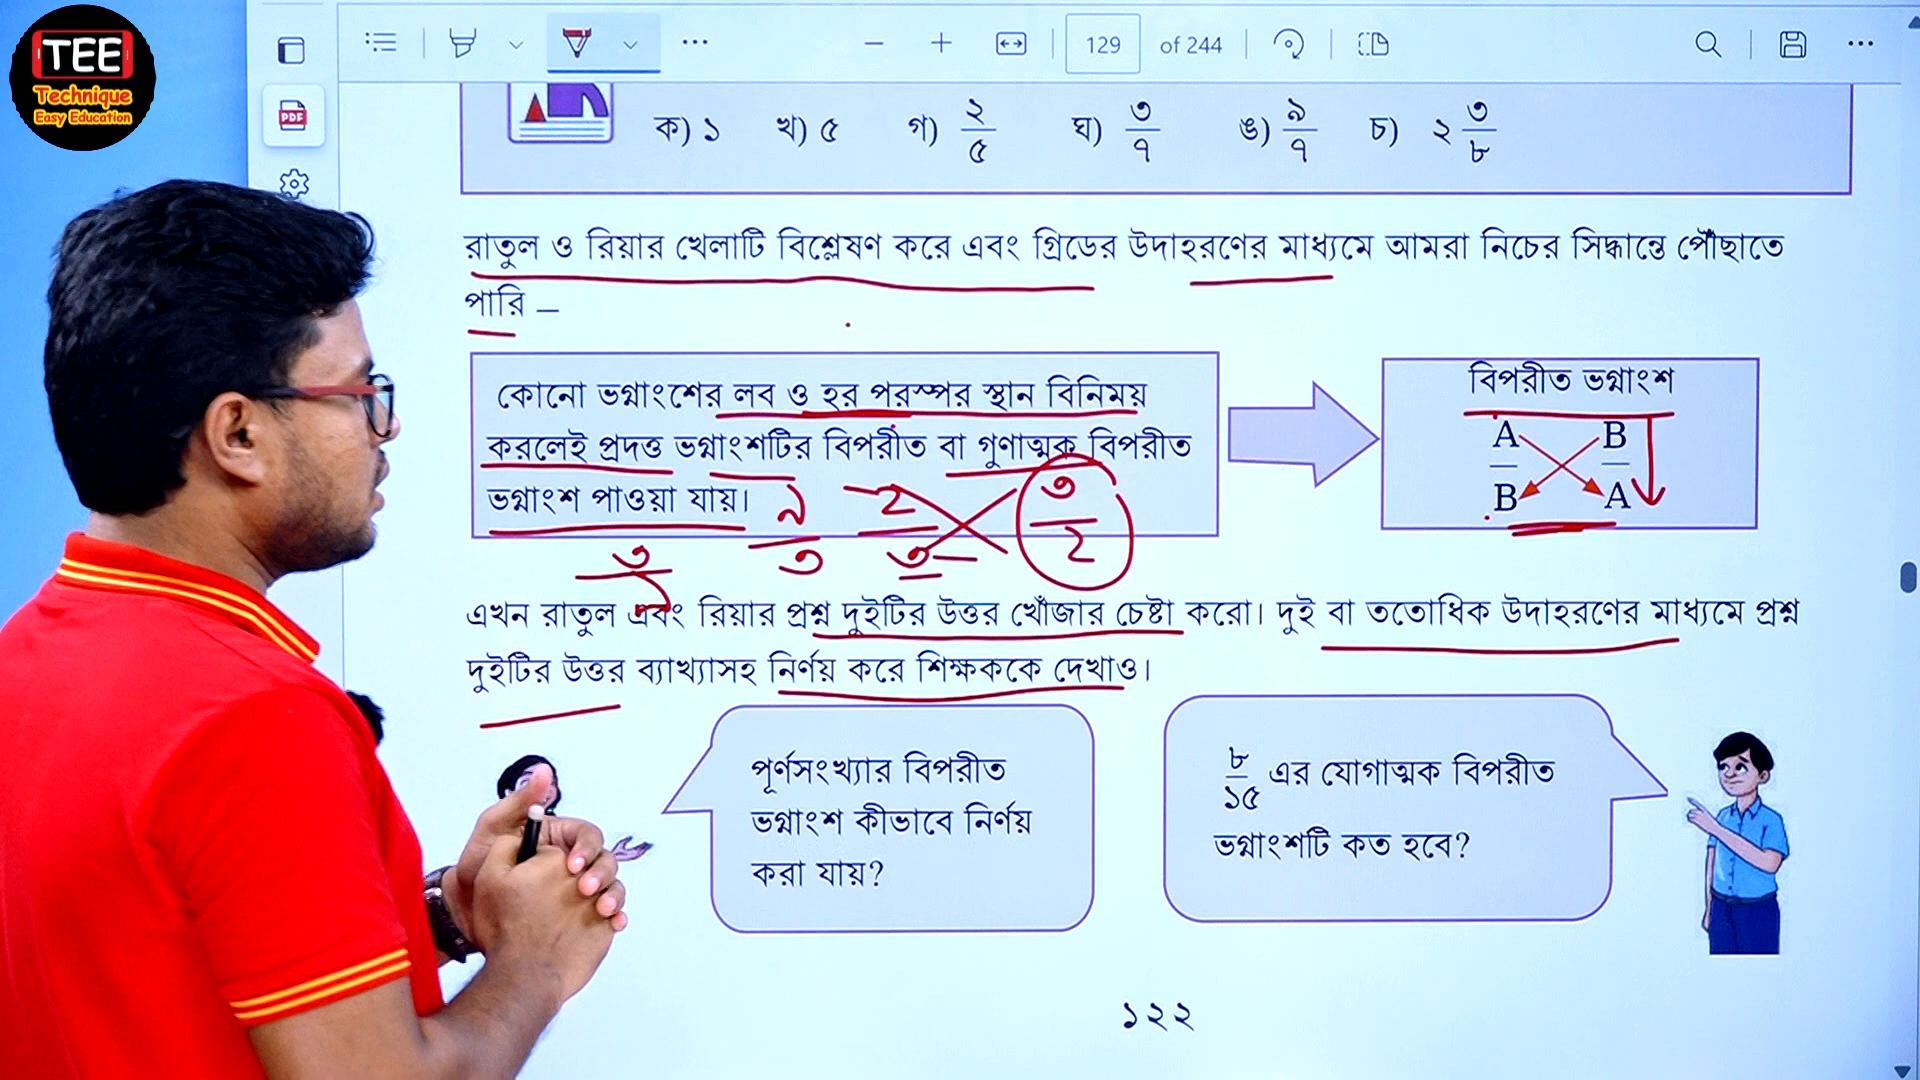 TEE
Technique
Easy Education
129 of 244
PDF
ক) ১ খ) ৫ গ) ২/৫ ঘ) ৩/৭ ঙ) ৯/৭ চ) ২ ৩/৮
রাতুল ও রিয়ার খেলাটি বিশ্লেষণ করে এবং গ্রিডের উদাহরণের মাধ্যমে আমরা নিচের সিদ্ধান্তে পৌঁছাতে
পারি –
কোনো ভগ্নাংশের লব ও হর পরস্পর স্থান বিনিময়
করলেই প্রদত্ত ভগ্নাংশটির বিপরীত বা গুণাত্মক বিপরীত
ভগ্নাংশ পাওয়া যায়।
বিপরীত ভগ্নাংশ
A B
B A
২/৩ ৩/২
এখন রাতুল এবং রিয়ার প্রশ্ন দুইটির উত্তর খোঁজার চেষ্টা করো। দুই বা ততোধিক উদাহরণের মাধ্যমে প্রশ্ন
দুইটির উত্তর ব্যাখ্যাসহ নির্ণয় করে শিক্ষককে দেখাও।
পূর্ণসংখ্যার বিপরীত
ভগ্নাংশ কীভাবে নির্ণয়
করা যায়?
৮/১৫ এর যোগাত্মক বিপরীত
ভগ্নাংশটি কত হবে?
১২২